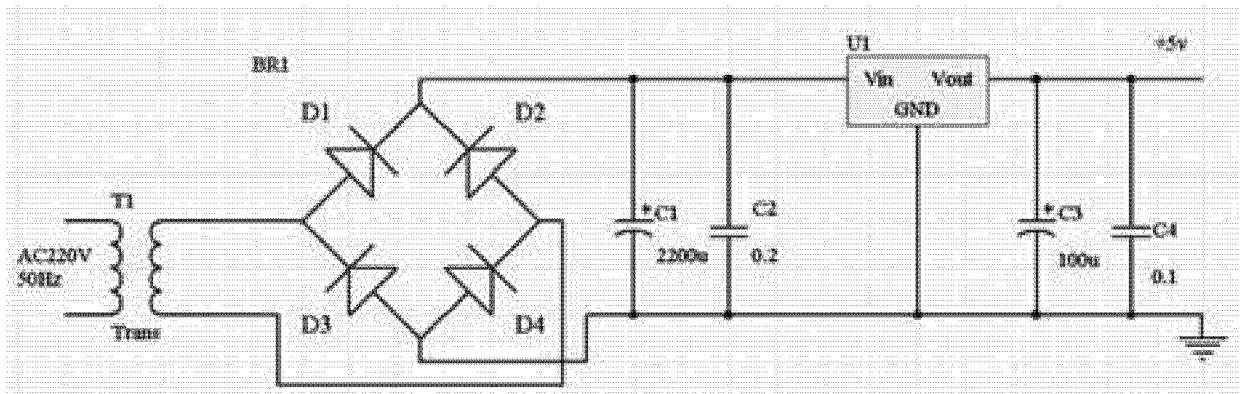 U1
+5v
BR1
Vin Vout
GND
D1
D2
T1
AC220V
50Hz
Trans
D3
D4
C1
2200u
C2
0.2
C3
100u
C4
0.1